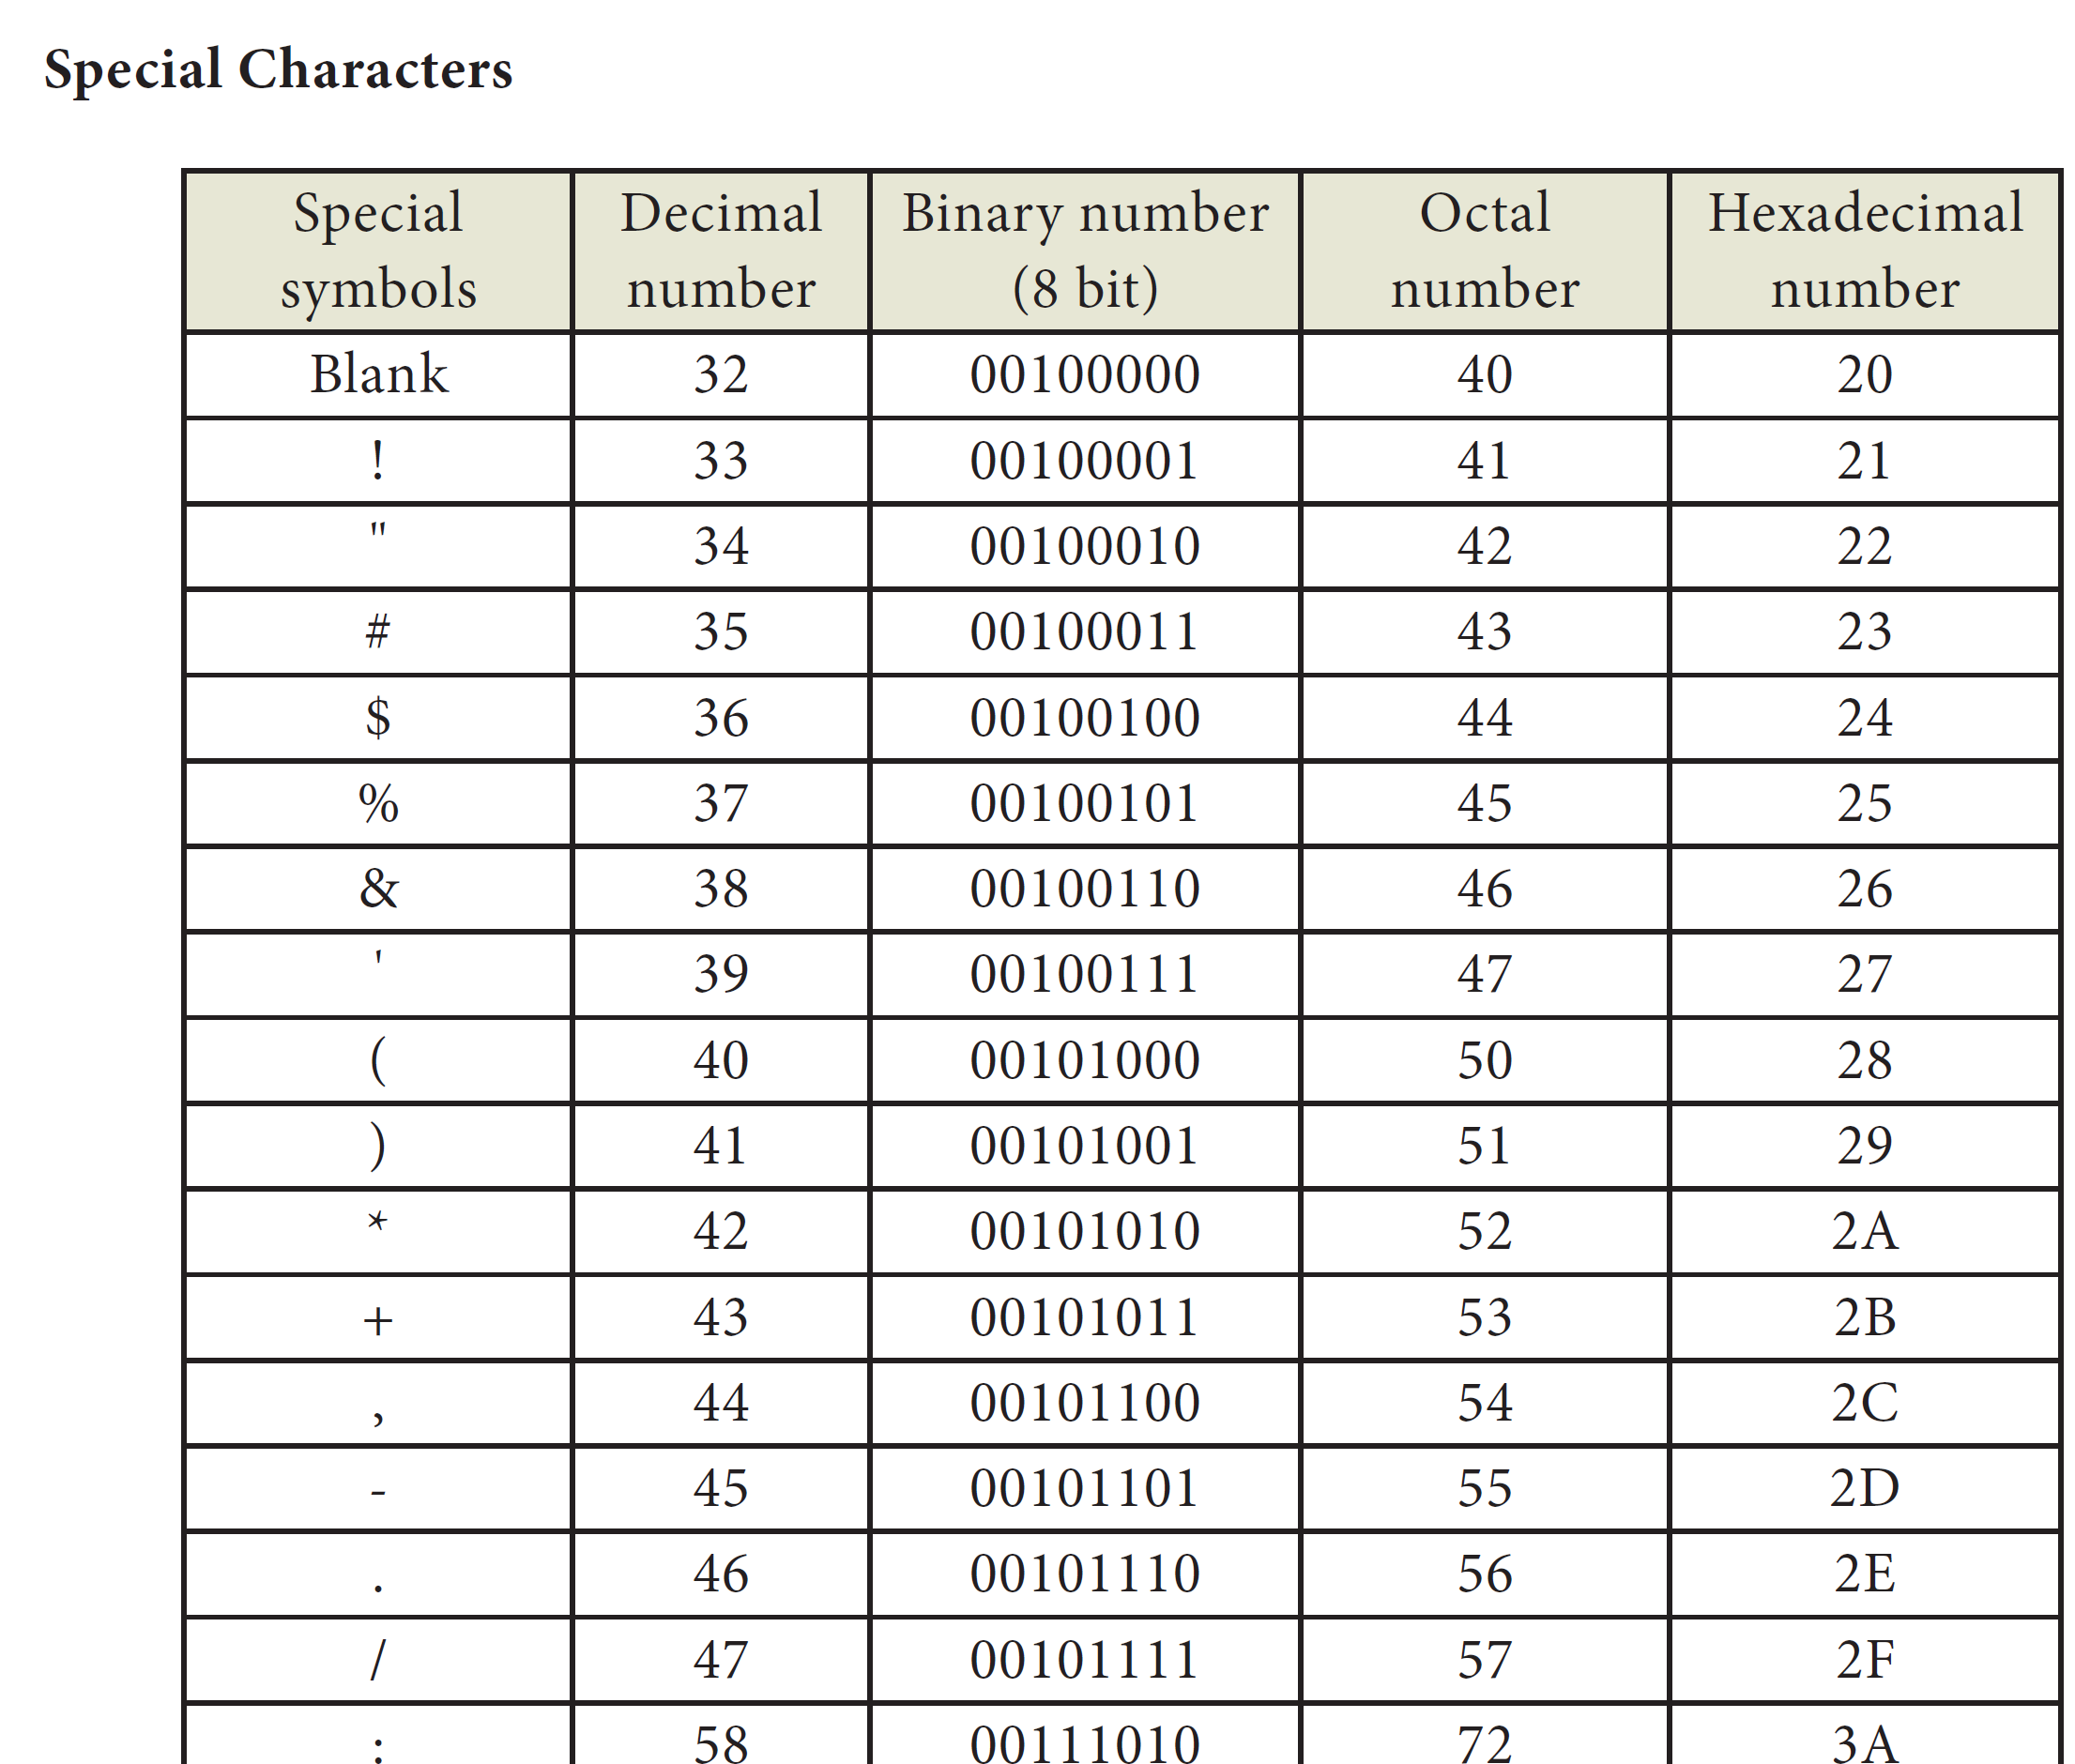 Special Characters
Special symbols Decimal number Binary number (8 bit) Octal number Hexadecimal number
Blank 32 00100000 40 20
! 33 00100001 41 21
" 34 00100010 42 22
# 35 00100011 43 23
$ 36 00100100 44 24
% 37 00100101 45 25
& 38 00100110 46 26
' 39 00100111 47 27
( 40 00101000 50 28
) 41 00101001 51 29
* 42 00101010 52 2A
+ 43 00101011 53 2B
, 44 00101100 54 2C
- 45 00101101 55 2D
. 46 00101110 56 2E
/ 47 00101111 57 2F
: 58 00111010 72 3A